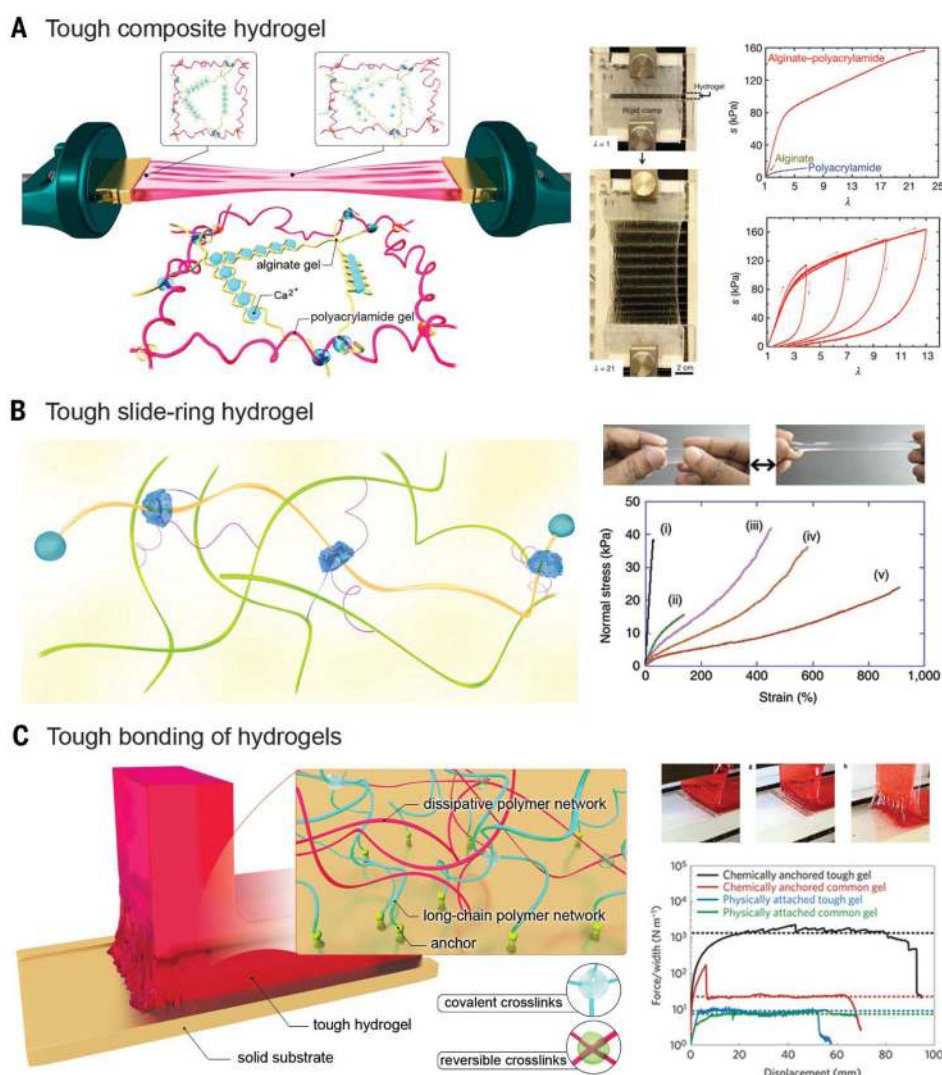 A Tough composite hydrogel
alginate gel
Ca2+
polyacrylamide gel
Hydrogel
Rigid clamp
λ = 1
λ = 21
2 cm
s (kPa)
160
120
80
40
0
Alginate–polyacrylamide
Alginate
Polyacrylamide
1 5 9 13 17 21 25
λ
s (kPa)
160
120
80
40
0
1 3 5 7 9 11 13
λ
B Tough slide-ring hydrogel
Normal stress (kPa)
50
40
30
20
10
0
(i)
(ii)
(iii)
(iv)
(v)
0 200 400 600 800 1,000
Strain (%)
C Tough bonding of hydrogels
dissipative polymer network
long-chain polymer network
anchor
covalent crosslinks
reversible crosslinks
tough hydrogel
solid substrate
Force/width (N m⁻¹)
10⁵
10⁴
10³
10²
10¹
10⁰
Chemically anchored tough gel
Chemically anchored common gel
Physically attached tough gel
Physically attached common gel
0 20 40 60 80 100
Displacement (mm)